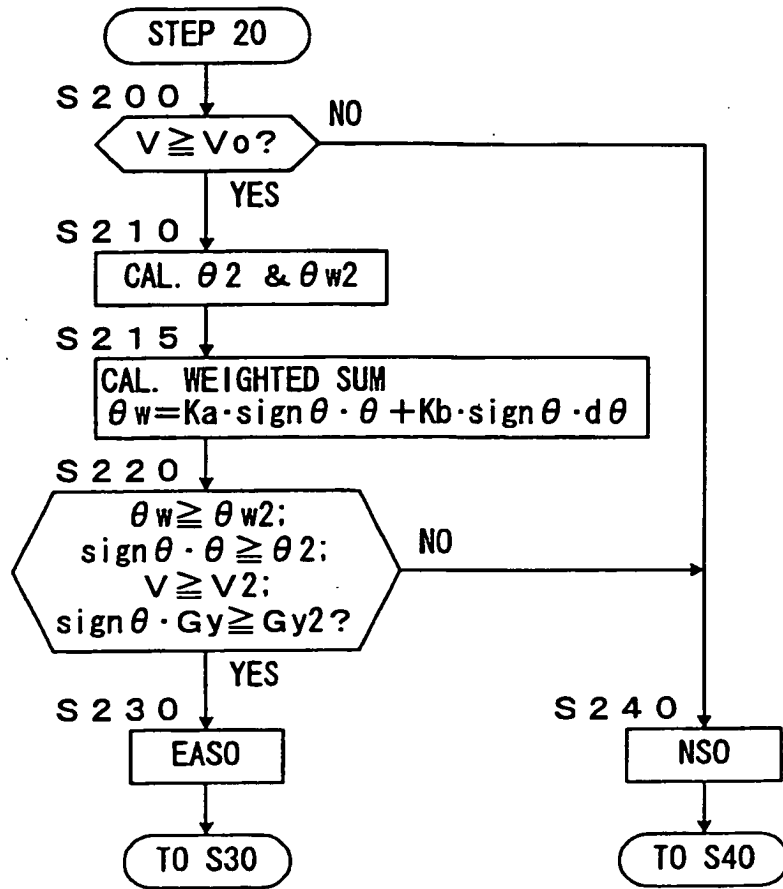 STEP 20
S200
V ≧ Vo?
NO
YES
S210
CAL. θ2 & θw2
S215
CAL. WEIGHTED SUM
θw=Ka·signθ·θ+Kb·signθ·dθ
S220
θw ≧ θw2;
signθ·θ ≧ θ2;
V ≧ V2;
signθ·Gy ≧ Gy2?
NO
YES
S230
EASO
S240
NSO
TO S30
TO S40